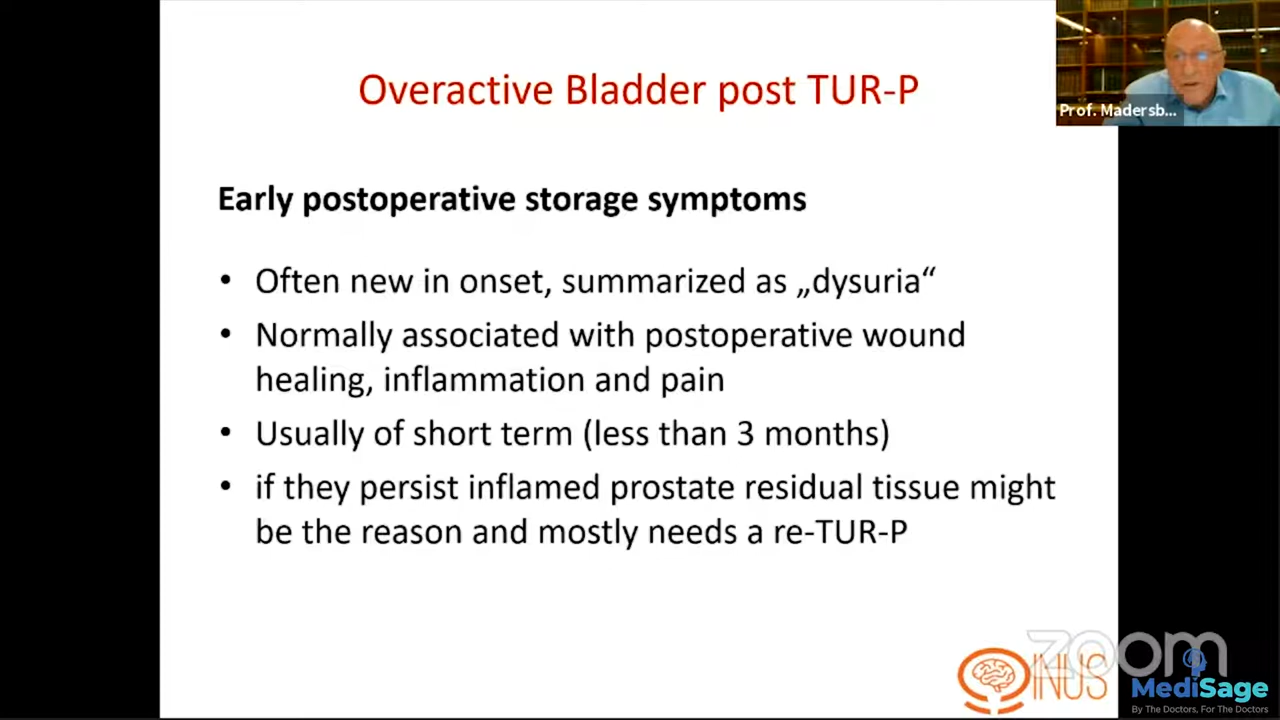 Overactive Bladder post TUR-P
Prof. Madersb...
Early postoperative storage symptoms
• Often new in onset, summarized as „dysuria“
• Normally associated with postoperative wound
healing, inflammation and pain
• Usually of short term (less than 3 months)
• if they persist inflamed prostate residual tissue might
be the reason and mostly needs a re-TUR-P
zoom
INUS
MediSage
By The Doctors, For The Doctors